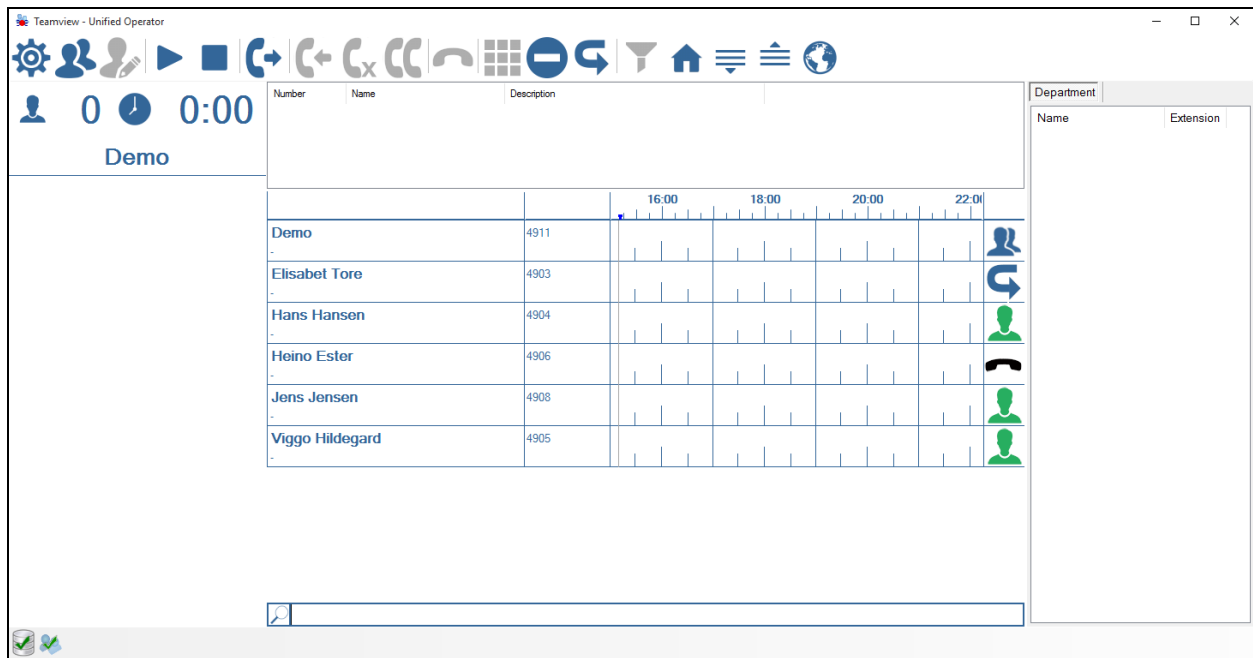 Teamview - Unified Operator
0 0:00
Demo
Number Name Description
Department
Name Extension
16:00 18:00 20:00 22:0
Demo 4911
-
Elisabet Tore 4903
-
Hans Hansen 4904
-
Heino Ester 4906
-
Jens Jensen 4908
-
Viggo Hildegard 4905
-